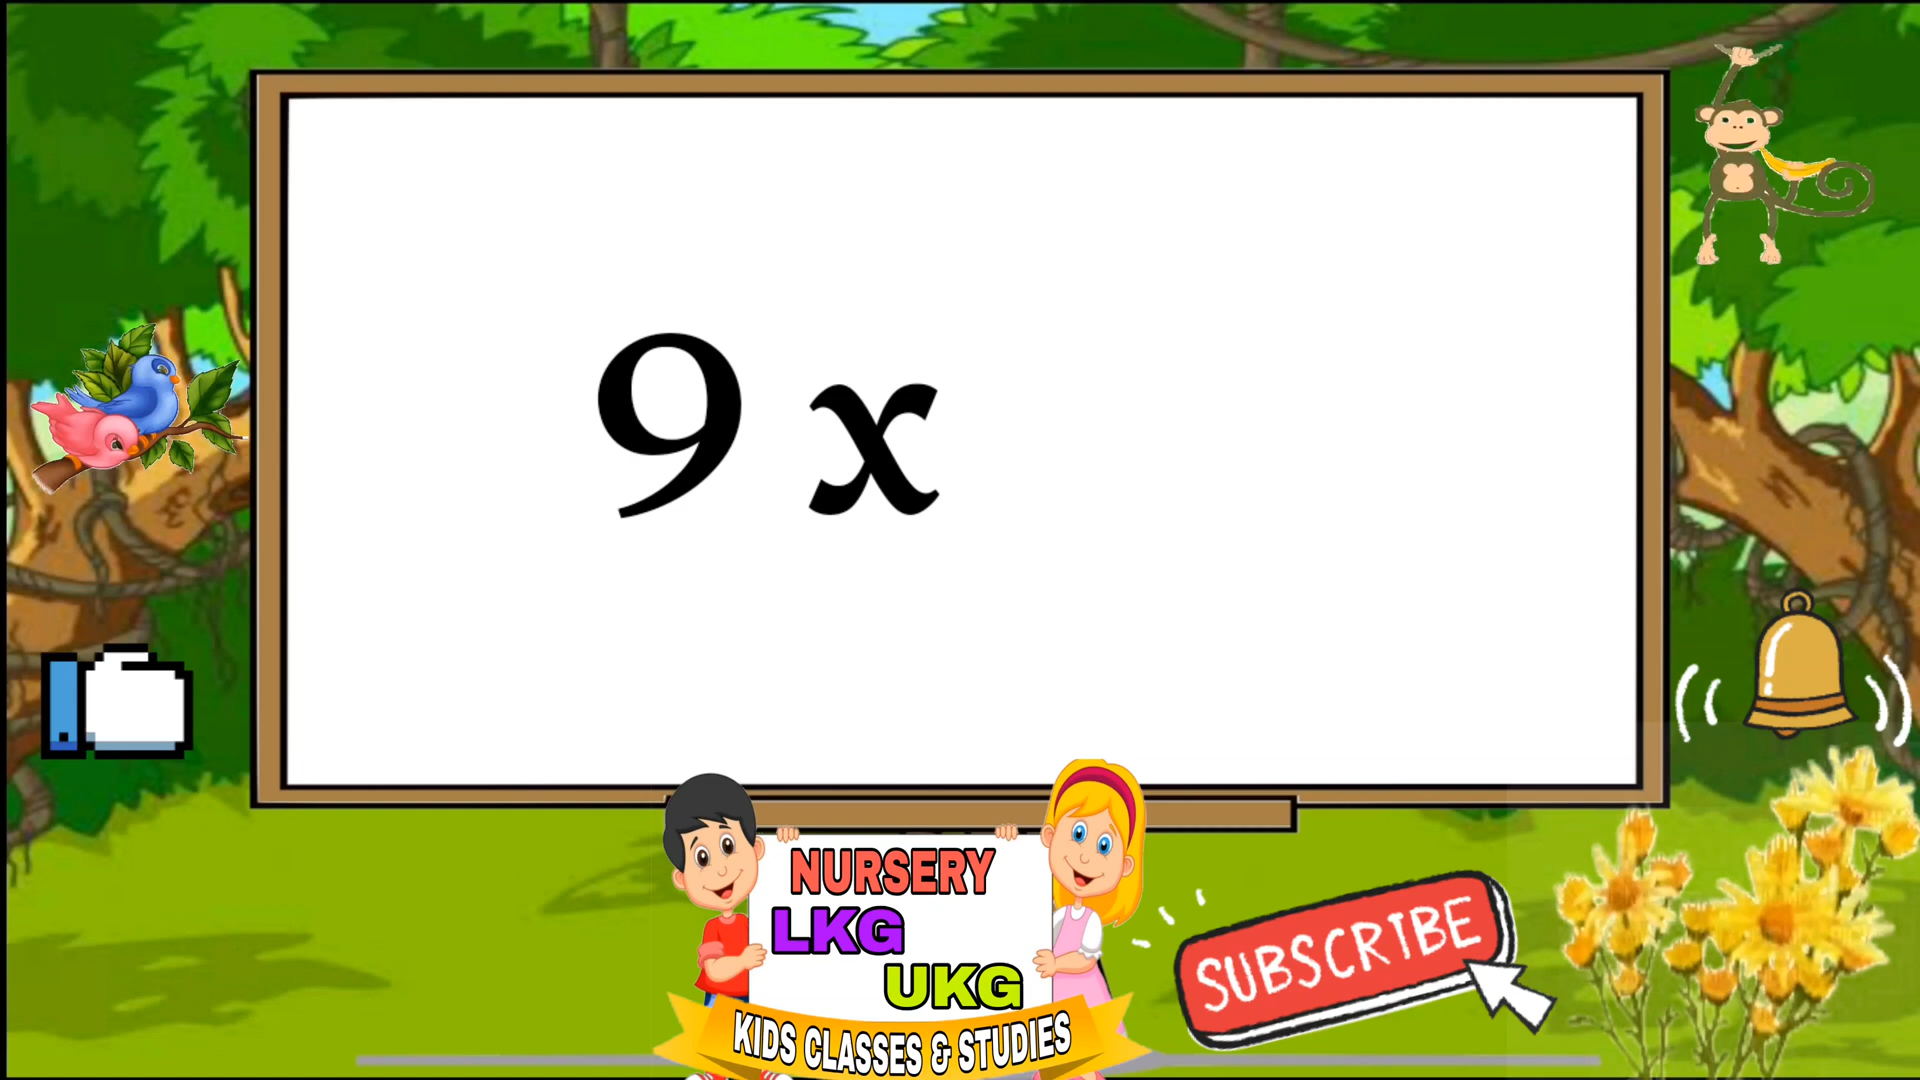 9 x
NURSERY
LKG
UKG
KIDS CLASSES & STUDIES
SUBSCRIBE